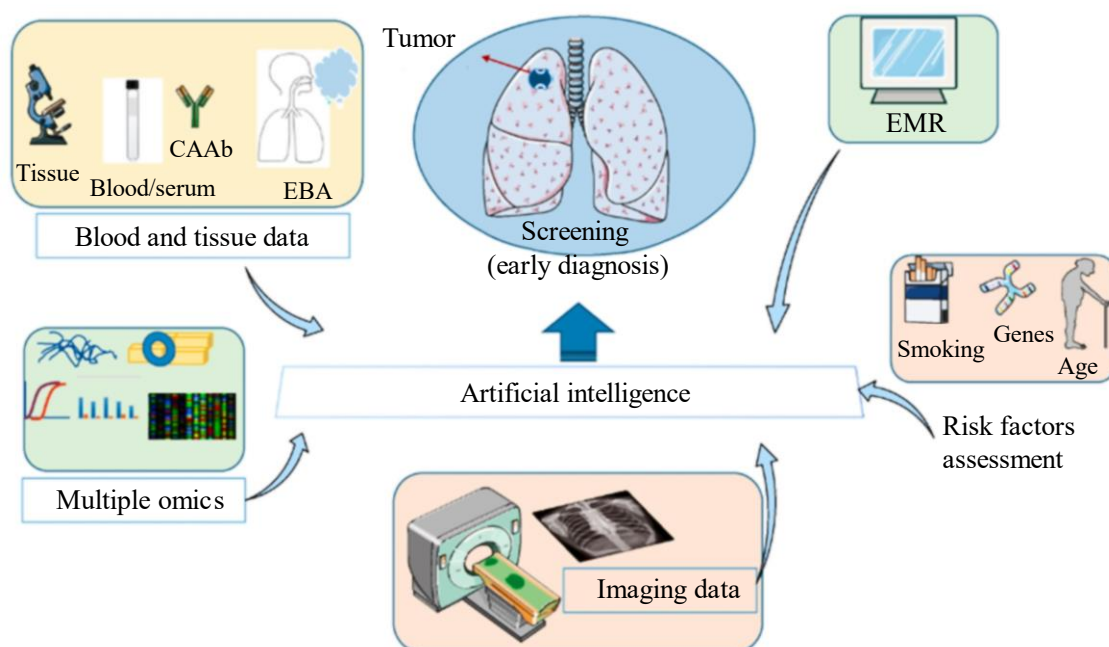 Tumor
EMR
Tissue
CAAb
Blood/serum
EBA
Blood and tissue data
Screening
(early diagnosis)
Smoking
Genes
Age
Artificial intelligence
Risk factors
assessment
Multiple omics
Imaging data